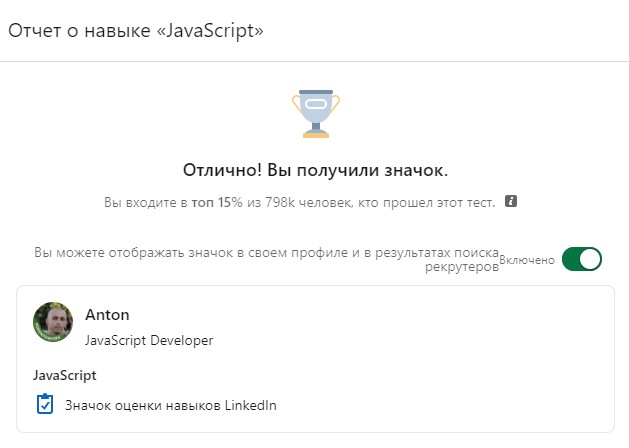 Отчет о навыке «JavaScript»
Отлично! Вы получили значок.
Вы входите в топ 15% из 798k человек, кто прошел этот тест.
Вы можете отображать значок в своем профиле и в результатах поиска
рекрутеров
Включено
Anton
JavaScript Developer
JavaScript
Значок оценки навыков LinkedIn